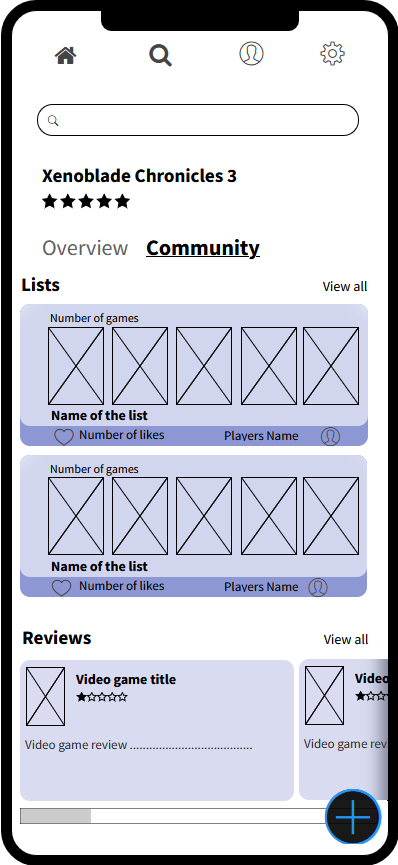 Xenoblade Chronicles 3
Overview Community
Lists View all
Number of games
Name of the list
Number of likes Players Name
Number of games
Name of the list
Number of likes Players Name
Reviews View all
Video game title Video
Video game review ...................................... Video game rev